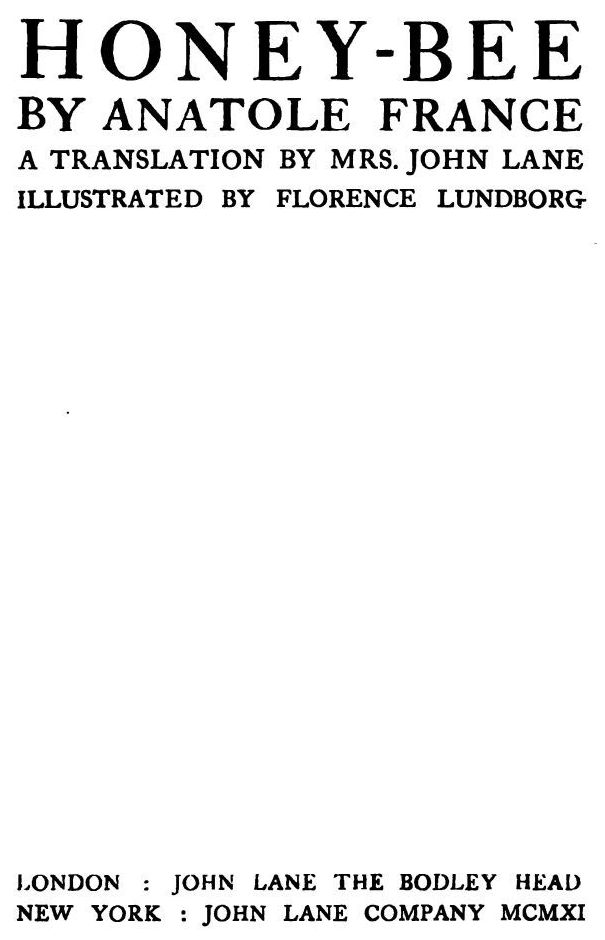 HONEY-BEE
BY ANATOLE FRANCE
A TRANSLATION BY MRS. JOHN LANE
ILLUSTRATED BY FLORENCE LUNDBORG
LONDON : JOHN LANE THE BODLEY HEAD
NEW YORK : JOHN LANE COMPANY MCMXI